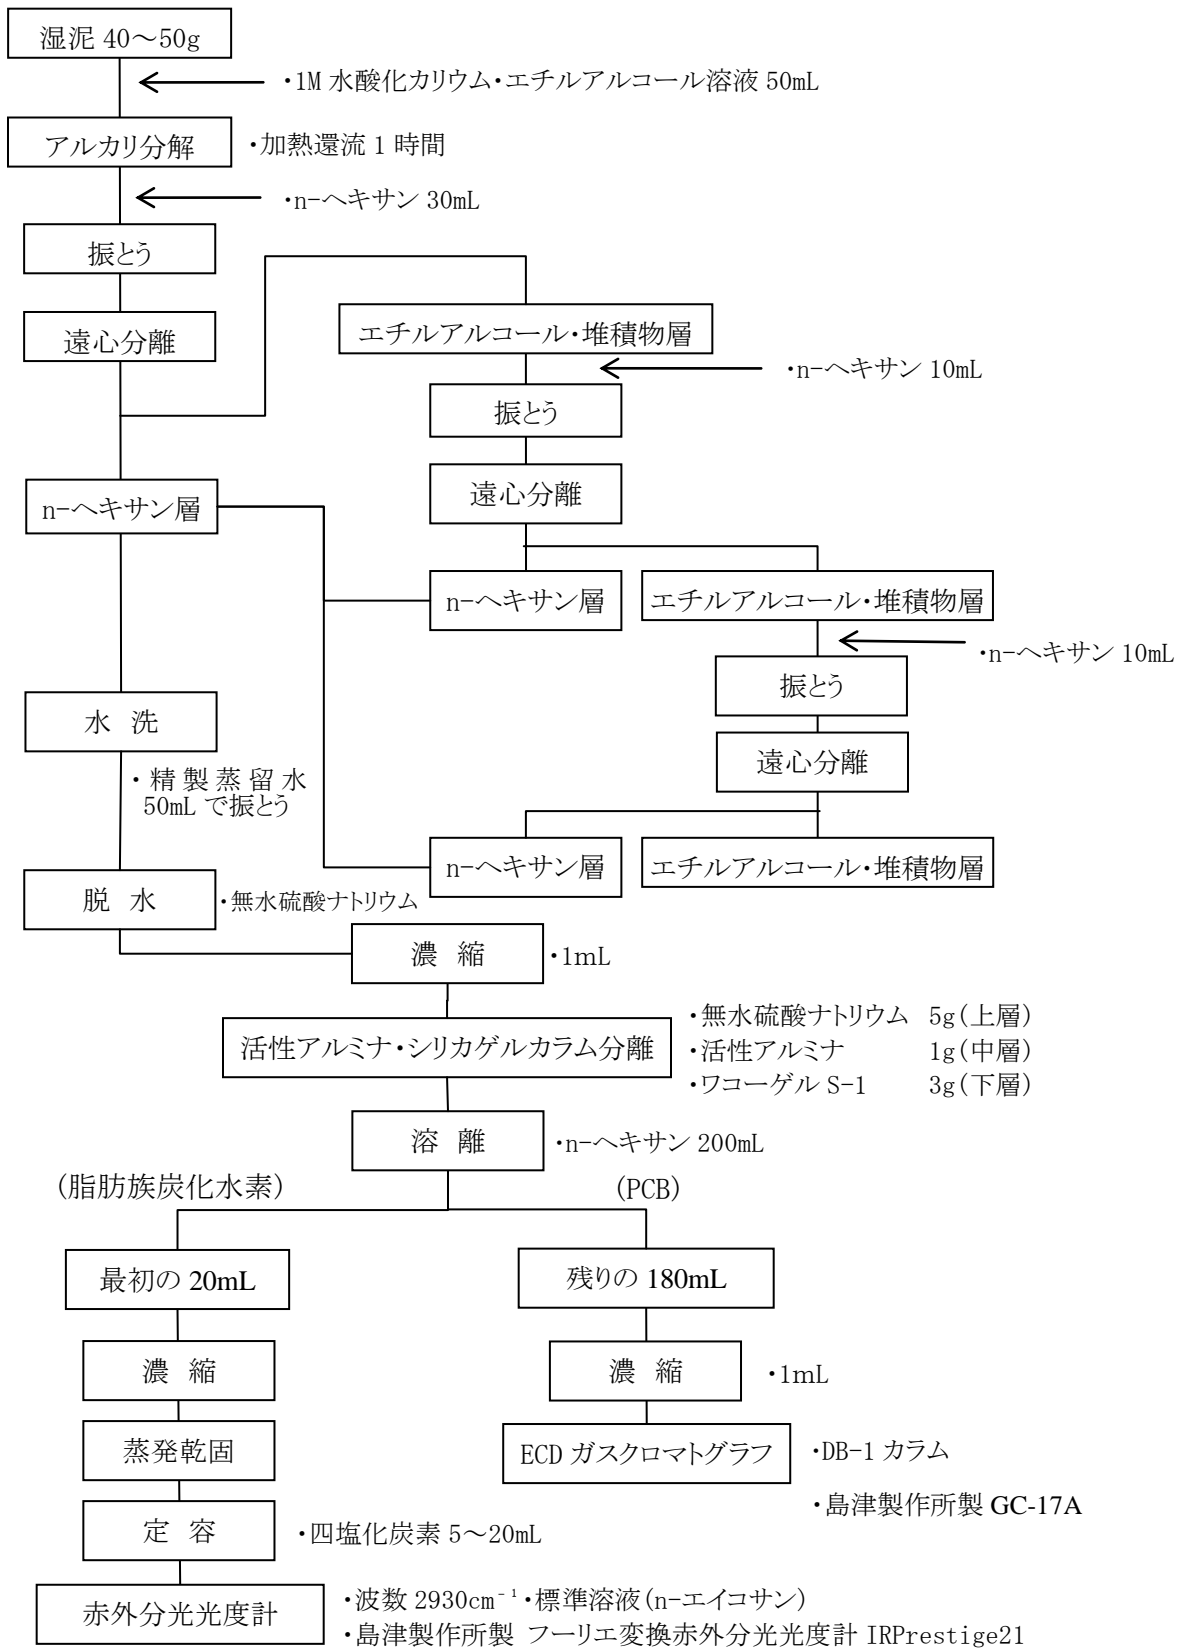 湿泥 40～50g
・1M 水酸化カリウム・エチルアルコール溶液 50mL
アルカリ分解
・加熱還流 1 時間
・n-ヘキサン 30mL
振とう
遠心分離
エチルアルコール・堆積物層
・n-ヘキサン 10mL
振とう
遠心分離
n-ヘキサン層
n-ヘキサン層
エチルアルコール・堆積物層
・n-ヘキサン 10mL
振とう
遠心分離
n-ヘキサン層
エチルアルコール・堆積物層
水 洗
・精製蒸留水
50mL で振とう
脱 水
・無水硫酸ナトリウム
濃 縮
・1mL
活性アルミナ・シリカゲルカラム分離
・無水硫酸ナトリウム 5g(上層)
・活性アルミナ 1g(中層)
・ワコーゲル S-1 3g(下層)
溶 離
・n-ヘキサン 200mL
(脂肪族炭化水素)
(PCB)
最初の 20mL
残りの 180mL
濃 縮
濃 縮
・1mL
蒸発乾固
ECD ガスクロマトグラフ
・DB-1 カラム
・島津製作所製 GC-17A
定 容
・四塩化炭素 5～20mL
赤外分光光度計
・波数 2930cm⁻¹・標準溶液(n-エイコサン)
・島津製作所製 フーリエ変換赤外分光光度計 IRPrestige21